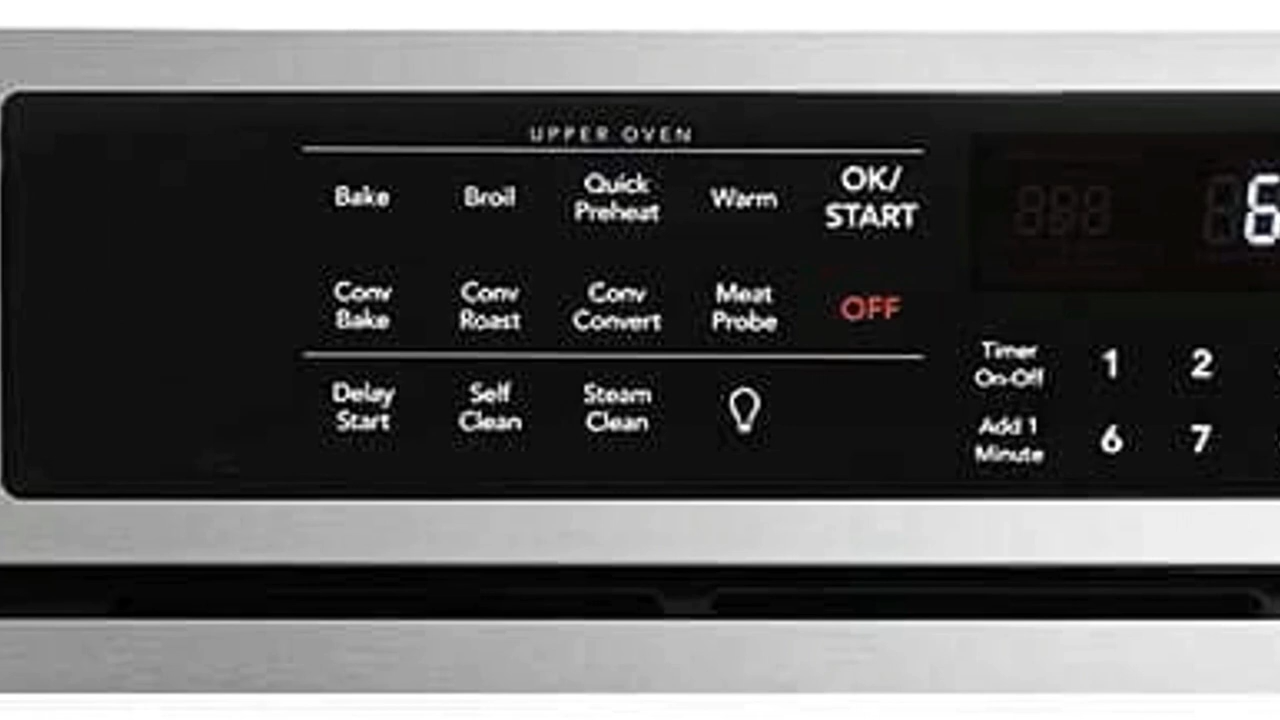 UPPER OVEN
Bake
Broil
Quick
Preheat
Warm
OK/
START
Conv
Bake
Conv
Roast
Conv
Convert
Meat
Probe
OFF
Delay
Start
Self
Clean
Steam
Clean
6
Timer
On-Off
1
2
Add 1
Minute
6
7